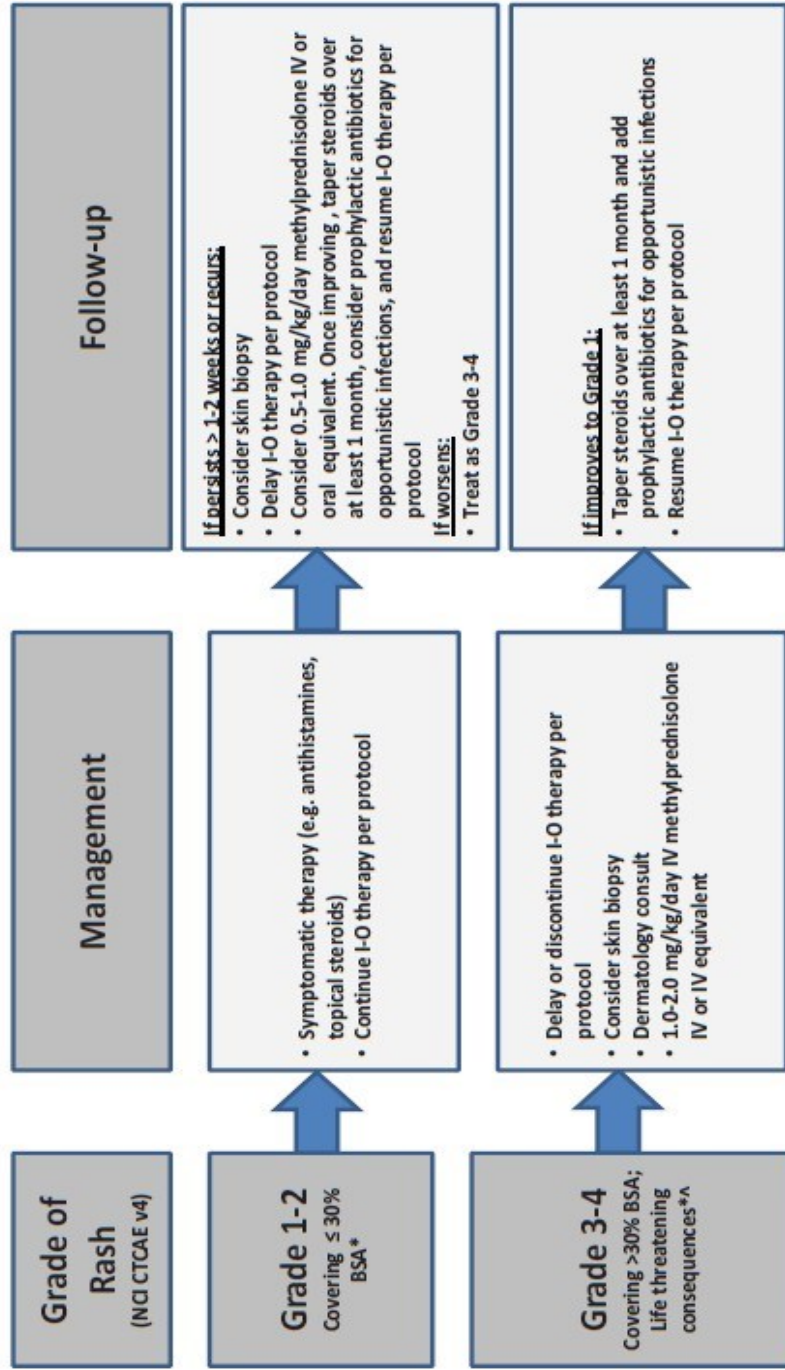 Grade of
Rash
(NCI CTCAE v4)
Management
Follow-up
Grade 1-2
Covering ≤ 30%
BSA*
• Symptomatic therapy (e.g. antihistamines,
topical steroids)
• Continue I-O therapy per protocol
If persists > 1-2 weeks or recurs:
• Consider skin biopsy
• Delay I-O therapy per protocol
• Consider 0.5-1.0 mg/kg/day methylprednisolone IV or
oral equivalent. Once improving , taper steroids over
at least 1 month, consider prophylactic antibiotics for
opportunistic infections, and resume I-O therapy per
protocol
If worsens:
• Treat as Grade 3-4
Grade 3-4
Covering >30% BSA;
Life threatening
consequences*^
• Delay or discontinue I-O therapy per
protocol
• Consider skin biopsy
• Dermatology consult
• 1.0-2.0 mg/kg/day IV methylprednisolone
IV or IV equivalent
If improves to Grade 1:
• Taper steroids over at least 1 month and add
prophylactic antibiotics for opportunistic infections
• Resume I-O therapy per protocol